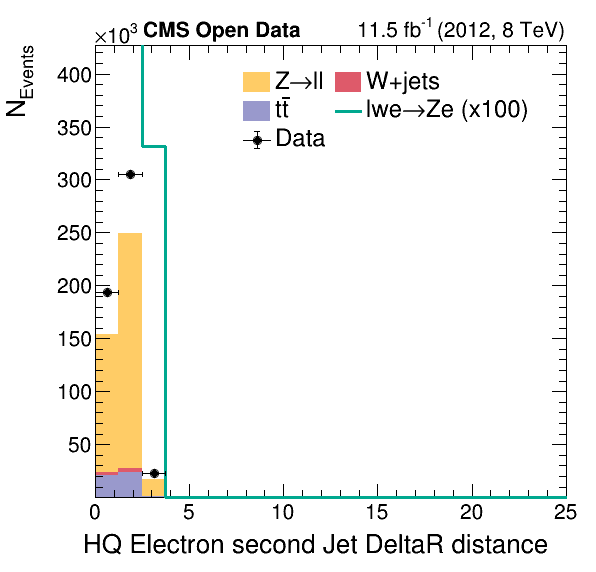 ×10³ CMS Open Data 11.5 fb⁻¹ (2012, 8 TeV)
N_Events
400
350
300
250
200
150
100
50
Z→ll W+jets
tt̄ lwe→Ze (x100)
Data
0 5 10 15 20 25
HQ Electron second Jet DeltaR distance